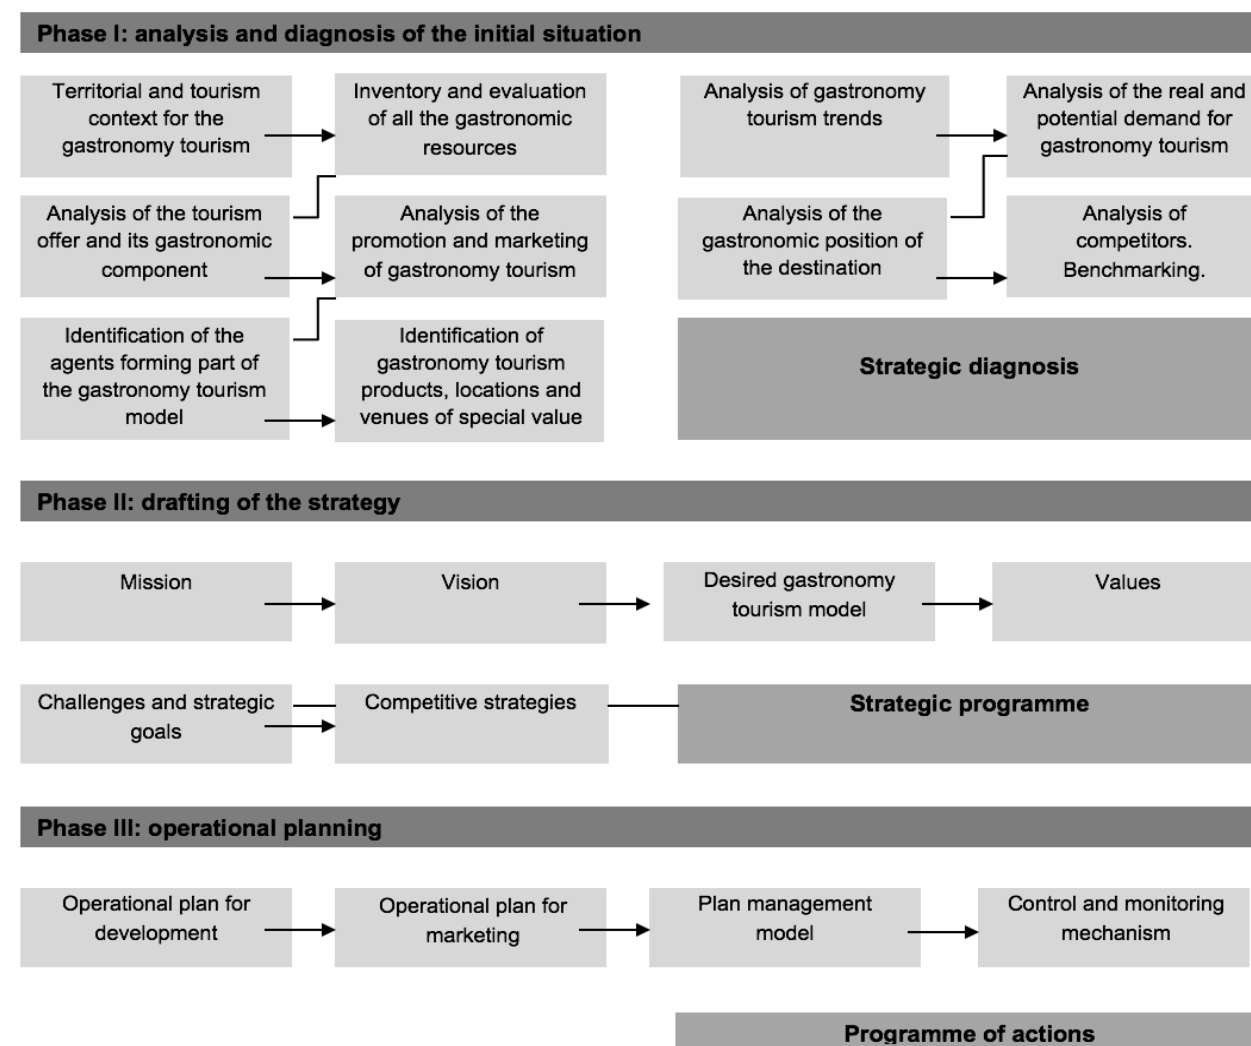 Phase I: analysis and diagnosis of the initial situation
Territorial and tourism
context for the
gastronomy tourism
Inventory and evaluation
of all the gastronomic
resources
Analysis of gastronomy
tourism trends
Analysis of the real and
potential demand for
gastronomy tourism
Analysis of the tourism
offer and its gastronomic
component
Analysis of the
promotion and marketing
of gastronomy tourism
Analysis of the
gastronomic position of
the destination
Analysis of
competitors.
Benchmarking.
Identification of the
agents forming part of
the gastronomy tourism
model
Identification of
gastronomy tourism
products, locations and
venues of special value
Strategic diagnosis
Phase II: drafting of the strategy
Mission
Vision
Desired gastronomy
tourism model
Values
Challenges and strategic
goals
Competitive strategies
Strategic programme
Phase III: operational planning
Operational plan for
development
Operational plan for
marketing
Plan management
model
Control and monitoring
mechanism
Programme of actions